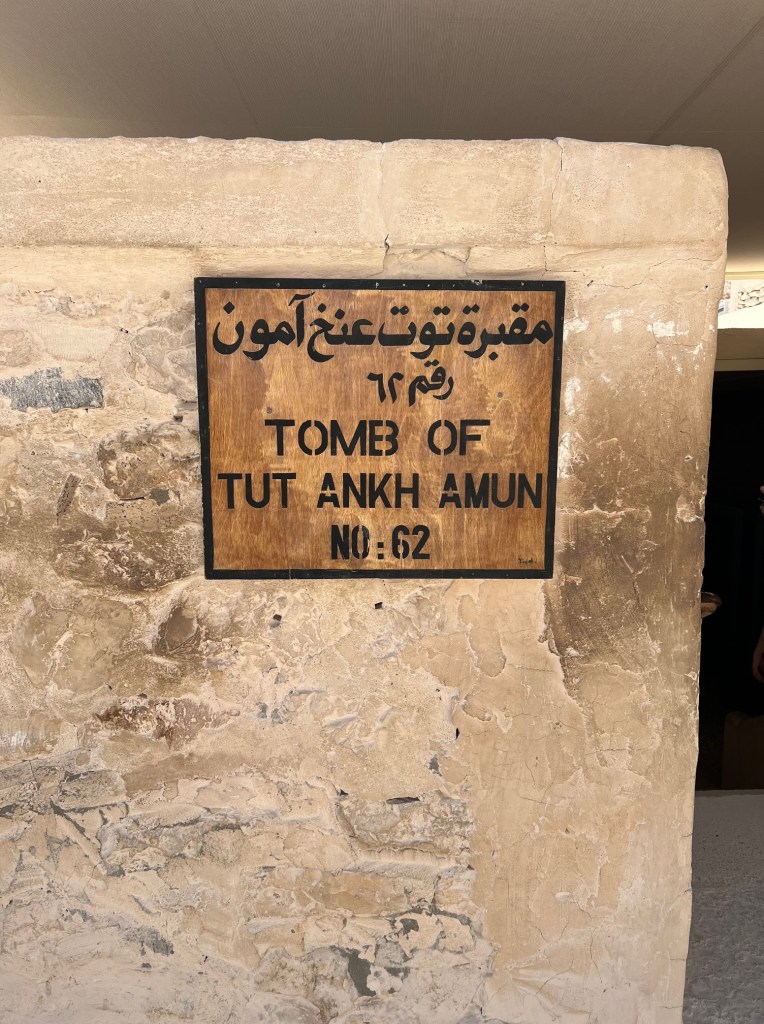 مقبرة توت عنخ آمون
رقم ٦٢
TOMB OF
TUT ANKH AMUN
NO: 62